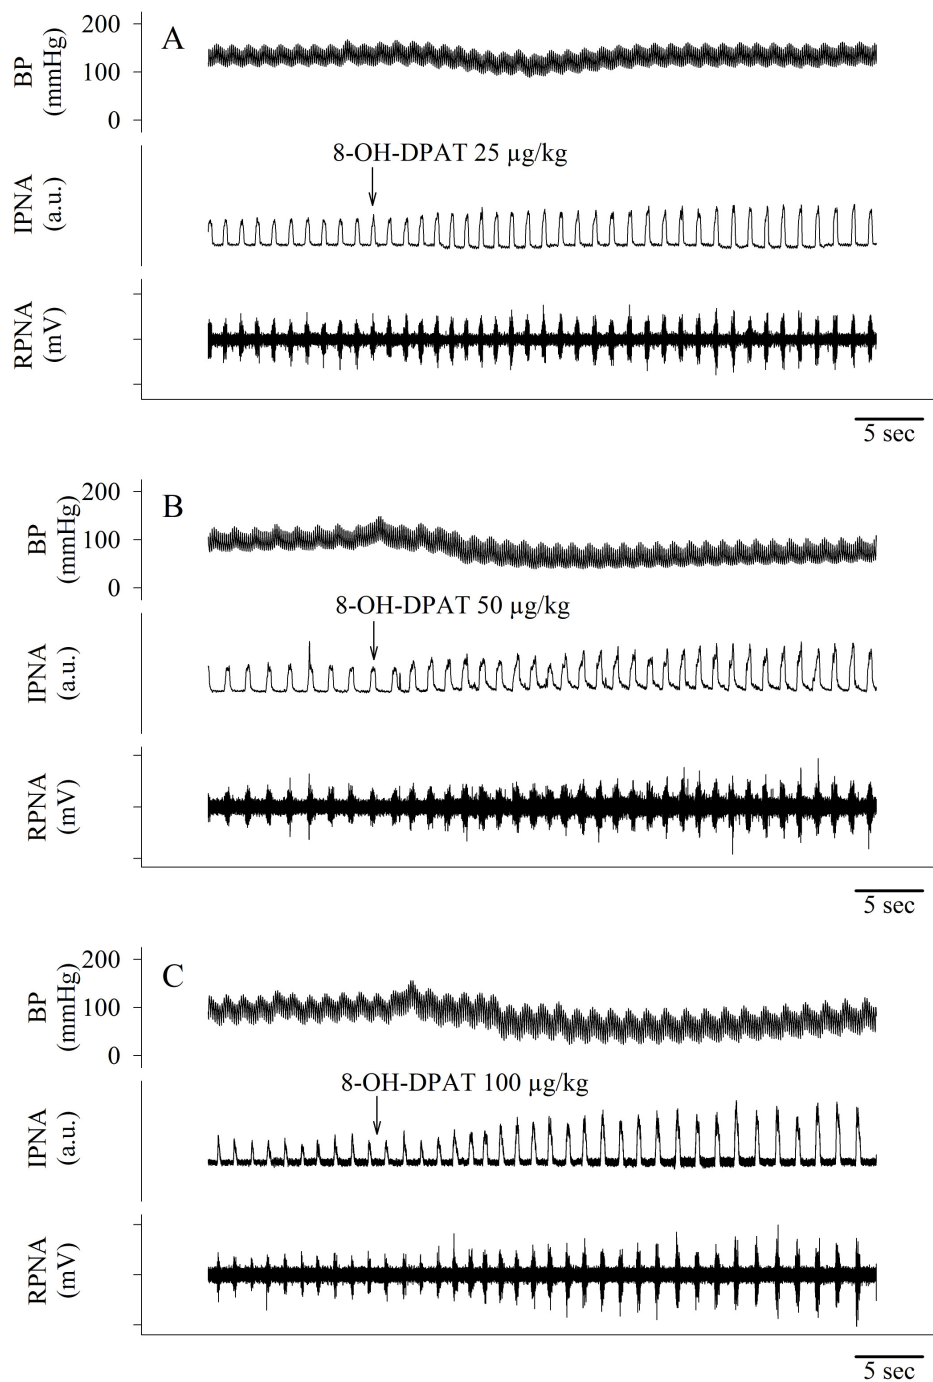 A
200
100
0
BP
(mmHg)
8-OH-DPAT 25 µg/kg
IPNA
(a.u.)
RPNA
(mV)
5 sec
B
200
100
0
BP
(mmHg)
8-OH-DPAT 50 µg/kg
IPNA
(a.u.)
RPNA
(mV)
5 sec
C
200
100
0
BP
(mmHg)
8-OH-DPAT 100 µg/kg
IPNA
(a.u.)
RPNA
(mV)
5 sec